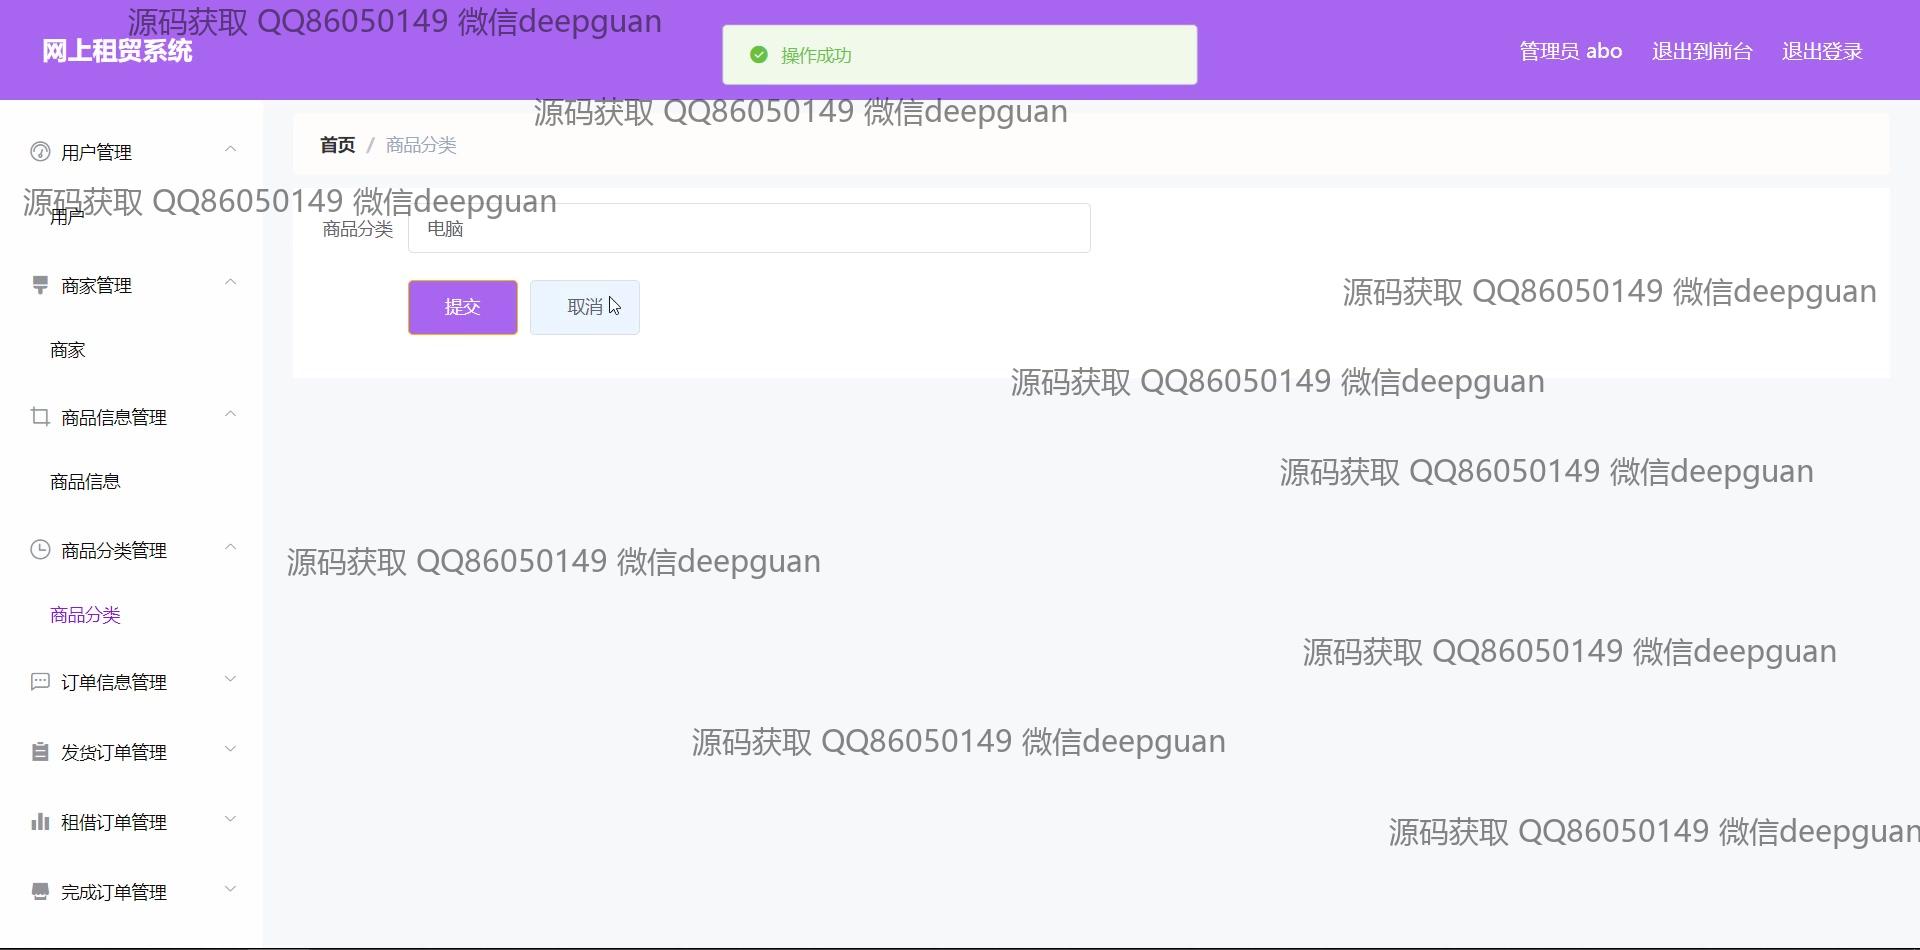 源码获取 QQ86050149 微信deepguan
网上租贸系统
操作成功
管理员 abo
退出到前台
退出登录
源码获取 QQ86050149 微信deepguan
首页 / 商品分类
用户管理
源码获取 QQ86050149 微信deepguan
用户
商品分类 电脑
商家管理
提交
取消
源码获取 QQ86050149 微信deepguan
商家
源码获取 QQ86050149 微信deepguan
商品信息管理
源码获取 QQ86050149 微信deepguan
商品信息
商品分类管理
源码获取 QQ86050149 微信deepguan
商品分类
源码获取 QQ86050149 微信deepguan
订单信息管理
源码获取 QQ86050149 微信deepguan
发货订单管理
租借订单管理
源码获取 QQ86050149 微信deepguan
完成订单管理